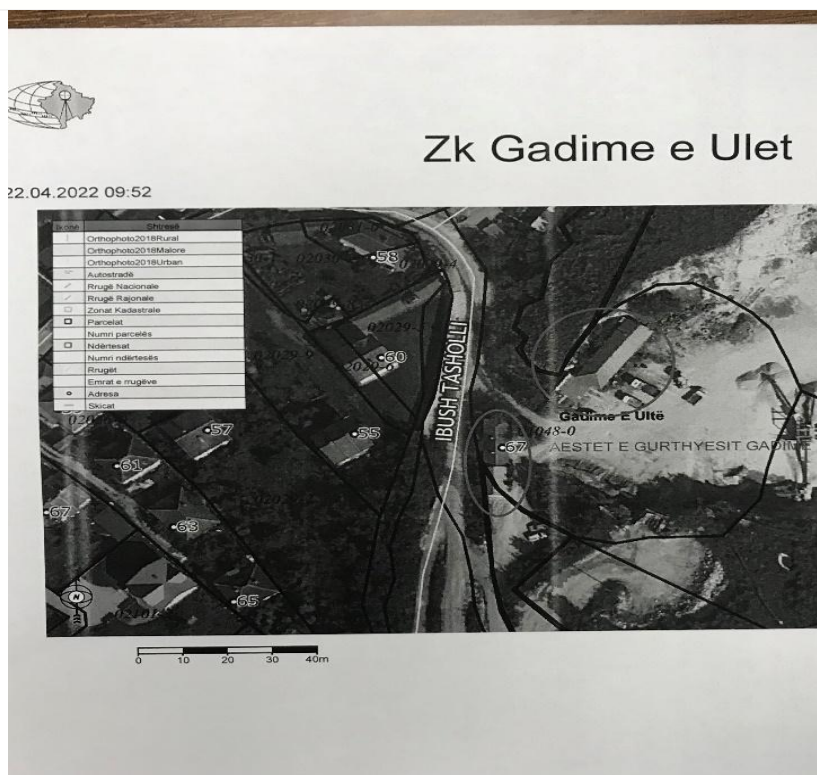 Zk Gadime e Ulet
22.04.2022 09:52
Ikonë Shtresë
Orthophoto2018Rural
Orthophoto2018Malore
Orthophoto2018Urban
Autostradë
Rrugë Nacionale
Rrugë Rajonale
Zonat Kadastrale
Parcelat
Numri parcelës
Ndërtesat
Numri ndërtesës
Rrugët
Emrat e rrugëve
Adresa
Skicat
58
60
IBUSH TASHOLLI
Gadime E Ultë
57
55
67
AESTET E GURTHYESIT GADIME
61
67
63
65
N
0 10 20 30 40m